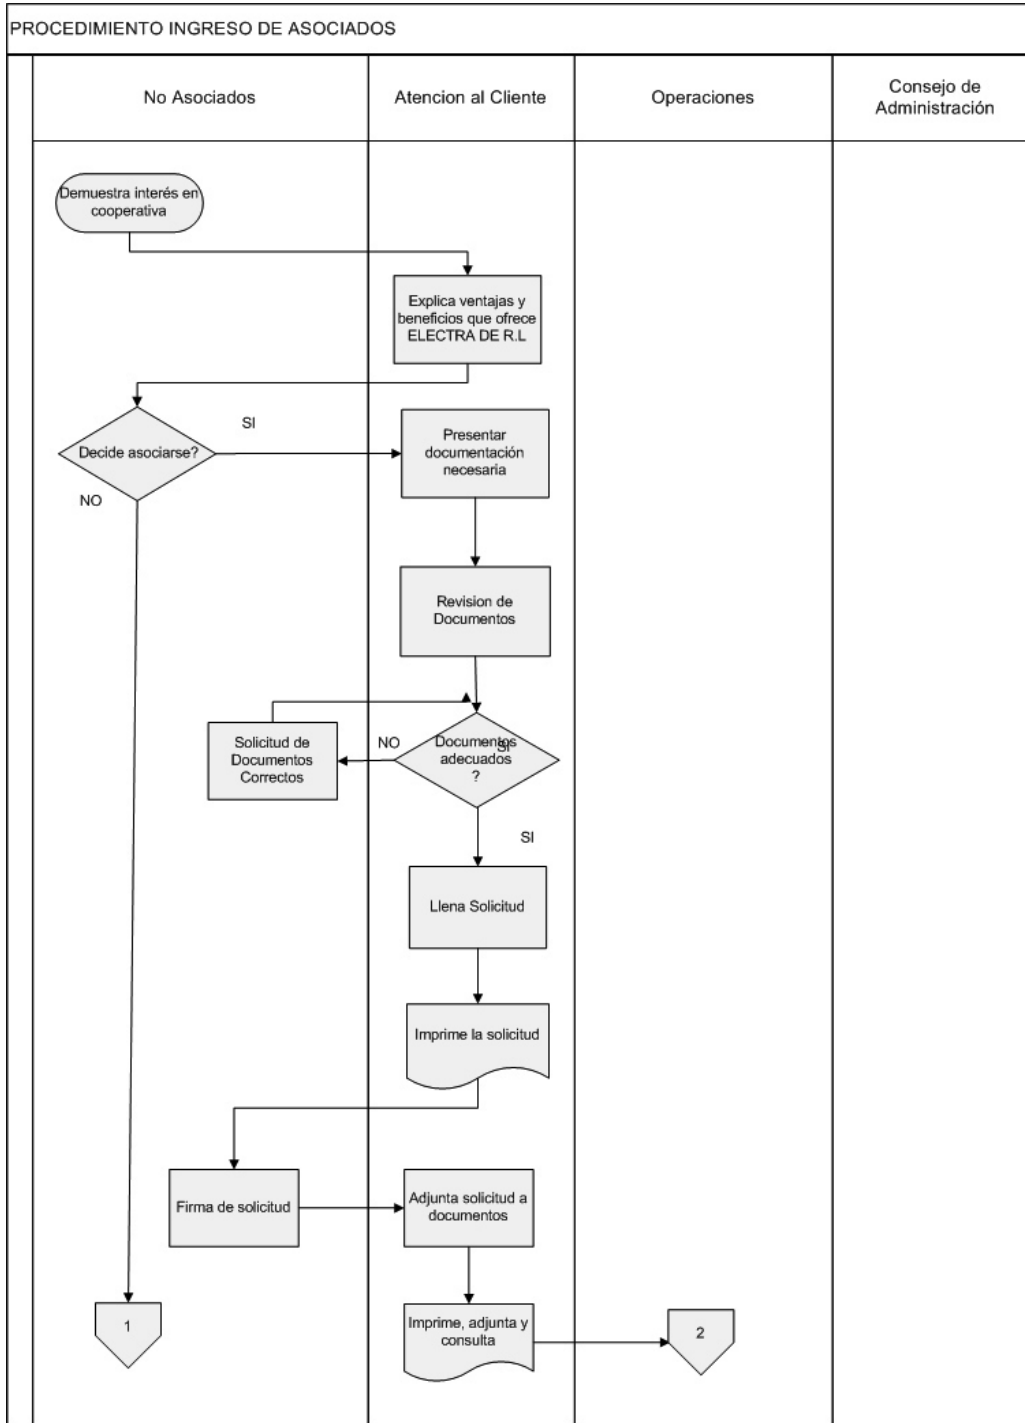 PROCEDIMIENTO INGRESO DE ASOCIADOS
No Asociados
Atencion al Cliente
Operaciones
Consejo de
Administración
Demuestra interés en
cooperativa
Explica ventajas y
beneficios que ofrece
ELECTRA DE R.L
Decide asociarse?
SI
NO
Presentar
documentación
necesaria
Revision de
Documentos
Solicitud de
Documentos
Correctos
NO
Documentos
adecuados
?
SI
SI
Llena Solicitud
Imprime la solicitud
Firma de solicitud
Adjunta solicitud a
documentos
1
Imprime, adjunta y
consulta
2